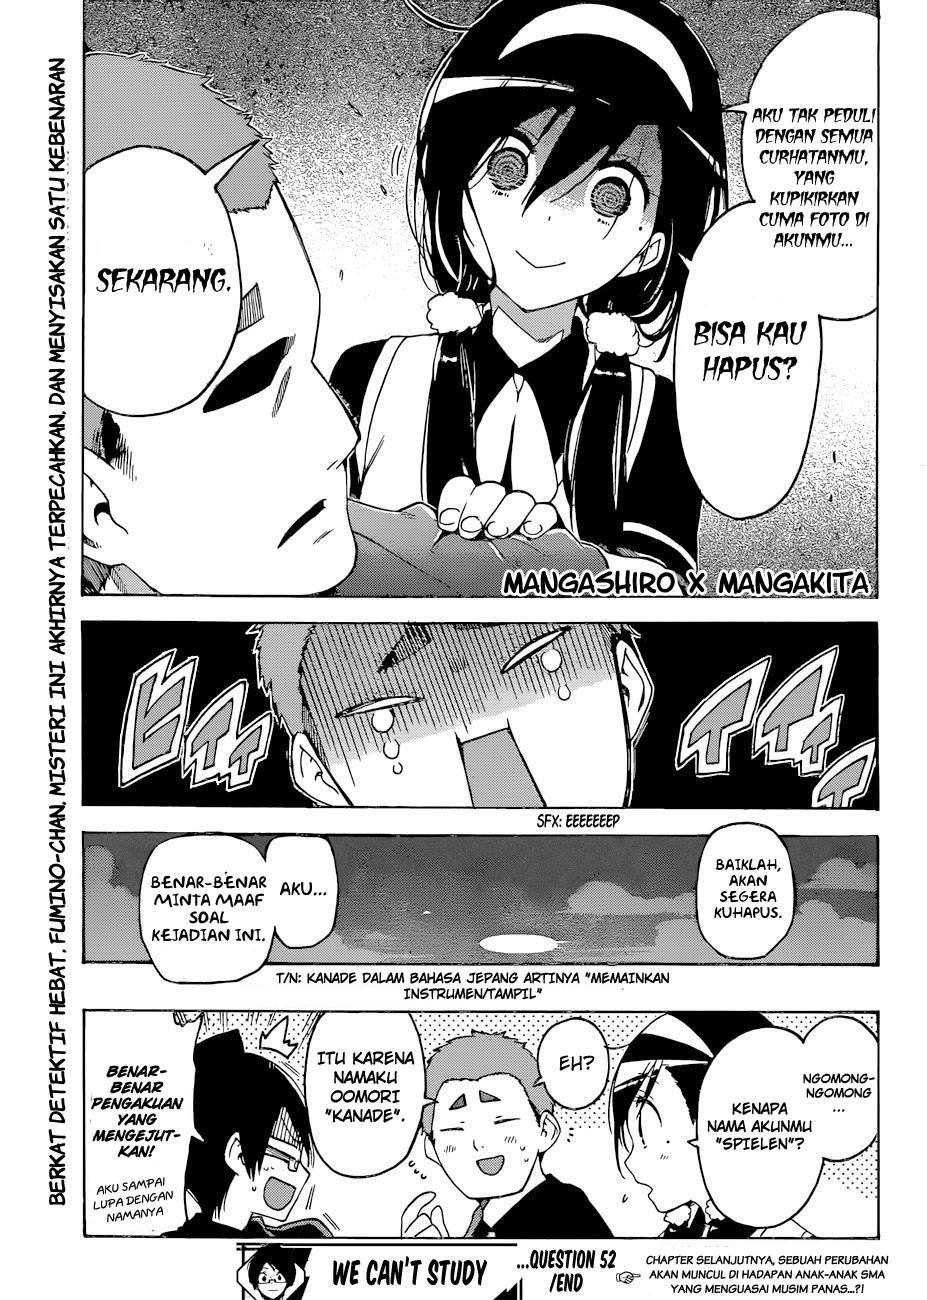 AKU TAK PEDULI
DENGAN SEMUA
CURHATANMU,
YANG
KUPIKIRKAN
CUMA FOTO DI
AKUNMU...
BISA KAU
HAPUS?
SEKARANG.
MANGASHIRO X MANGAKITA
BERKAT DETEKTIF HEBAT, FUMINO-CHAN, MISTERI INI AKHIRNYA TERPECAHKAN, DAN MENYISAKAN SATU KEBENARAN
SFX: EEEEEEEP
BAIKLAH,
AKAN
SEGERA
KUHAPUS.
AKU...
BENAR-BENAR
MINTA MAAF
SOAL
KEJADIAN INI.
T/N: KANADE DALAM BAHASA JEPANG ARTINYA "MEMAINKAN
INSTRUMEN/TAMPIL"
NGOMONG-
NGOMONG
...
KENAPA
NAMA AKUNMU
"SPIELEN"?
EH?
ITU KARENA
NAMAKU
OOMORI
"KANADE".
BENAR-
BENAR
PENGAKUAN
YANG
MENGEJUT-
KAN!
AKU SAMPAI
LUPA DENGAN
NAMANYA
WE CAN'T STUDY
...QUESTION 52
/END
☞ CHAPTER SELANJUTNYA, SEBUAH PERUBAHAN
AKAN MUNCUL DI HADAPAN ANAK-ANAK SMA
YANG MENGUASAI MUSIM PANAS...?!